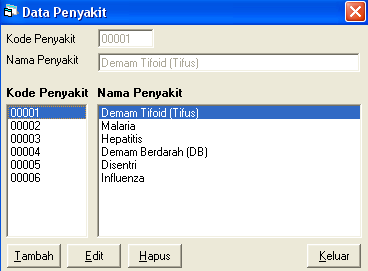 Data Penyakit
Kode Penyakit 00001
Nama Penyakit Demam Tifoid (Tifus)
Kode Penyakit Nama Penyakit
00001 Demam Tifoid (Tifus)
00002 Malaria
00003 Hepatitis
00004 Demam Berdarah (DB)
00005 Disentri
00006 Influenza
Tambah Edit Hapus Keluar